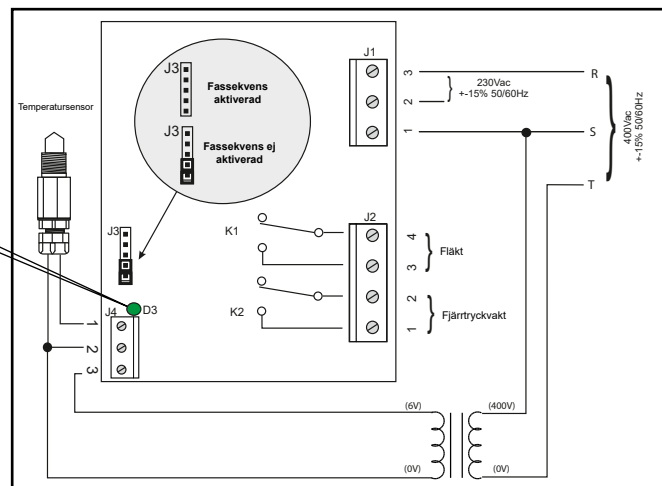 Temperatursensor
J3
Fassekvens
aktiverad
J3
Fassekvens ej
aktiverad
J3
D3
J4
1
2
3
J1
3
2
1
230Vac
+-15% 50/60Hz
R
S
T
400Vac
+-15% 50/60Hz
K1
K2
J2
4
3
2
1
Fläkt
Fjärrtryckvakt
(6V)
(400V)
(0V)
(0V)